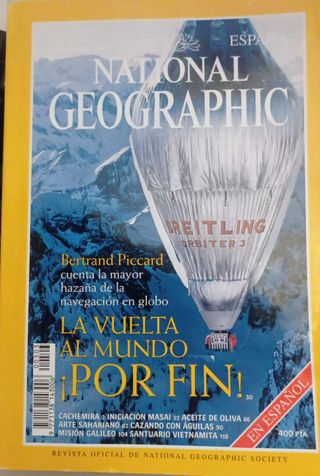 ESPAÑA
NATIONAL
GEOGRAPHIC
BREITLING
ORBITER 3
Bertrand Piccard
cuenta la mayor
hazaña de la
navegación en globo
LA VUELTA
AL MUNDO
¡POR FIN! 30
EN ESPAÑOL
CACHEMIRA 2 INICIACIÓN MASAI 52 ACEITE DE OLIVA 66
ARTE SAHARIANO 82 CAZANDO CON ÁGUILAS 90
MISIÓN GALILEO 104 SANTUARIO VIETNAMITA 118
400 PTA
REVISTA OFICIAL DE NATIONAL GEOGRAPHIC SOCIETY